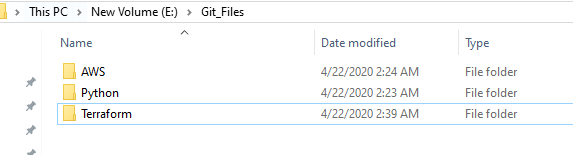 This PC > New Volume (E:) > Git_Files
Name Date modified Type
AWS 4/22/2020 2:24 AM File folder
Python 4/22/2020 2:23 AM File folder
Terraform 4/22/2020 2:39 AM File folder